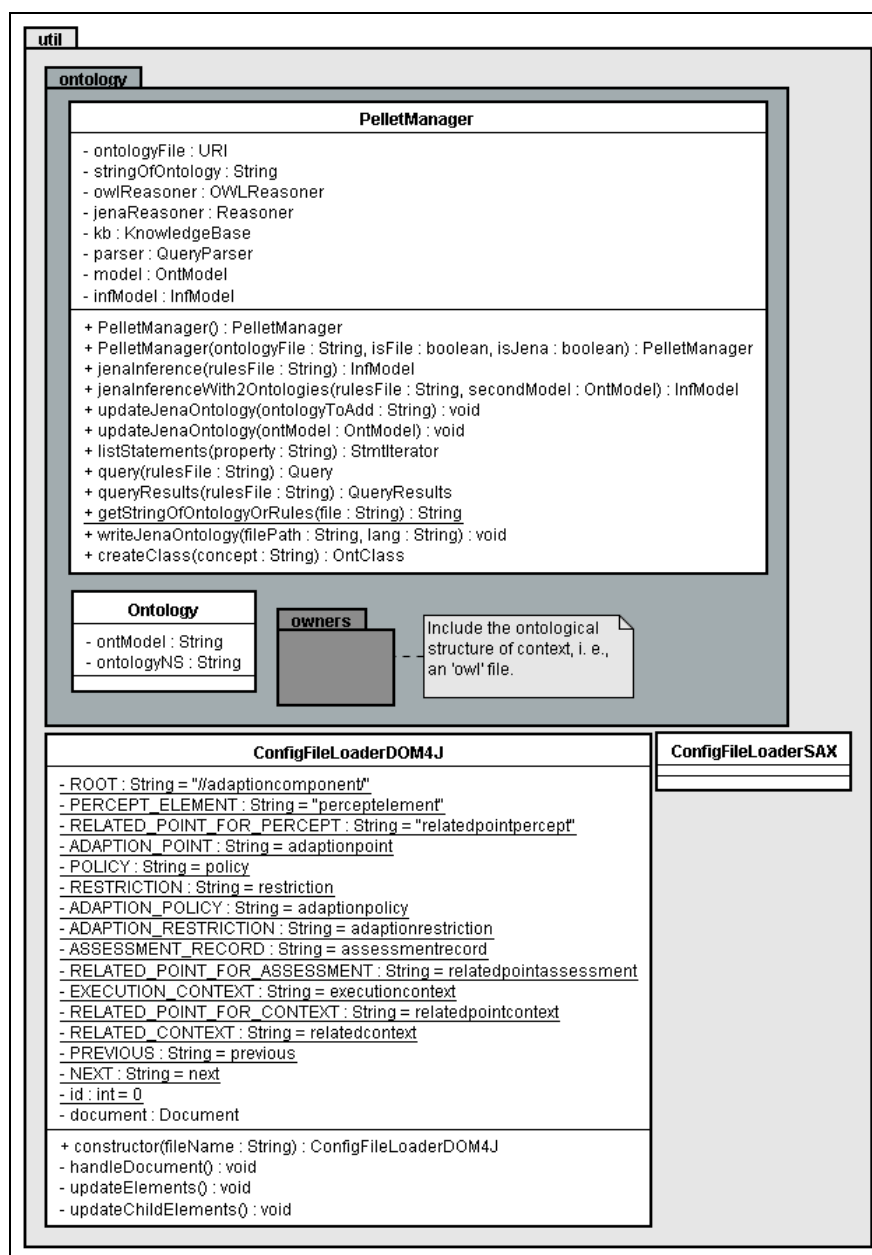 util
ontology
PelletManager
- ontologyFile : URI
- stringOfOntology : String
- owlReasoner : OWLReasoner
- jenaReasoner : Reasoner
- kb : KnowledgeBase
- parser : QueryParser
- model : OntModel
- infModel : InfModel
+ PelletManager() : PelletManager
+ PelletManager(ontologyFile : String, isFile : boolean, isJena : boolean) : PelletManager
+ jenaInference(rulesFile : String) : InfModel
+ jenaInferenceWith2Ontologies(rulesFile : String, secondModel : OntModel) : InfModel
+ updateJenaOntology(ontologyToAdd : String) : void
+ updateJenaOntology(ontModel : OntModel) : void
+ listStatements(property : String) : StmtIterator
+ query(rulesFile : String) : Query
+ queryResults(rulesFile : String) : QueryResults
+ getStringOfOntologyOrRules(file : String) : String
+ writeJenaOntology(filePath : String, lang : String) : void
+ createClass(concept : String) : OntClass
Ontology
- ontModel : String
- ontologyNS : String
owners
Include the ontological
structure of context, i. e.,
an 'owl' file.
ConfigFileLoaderDOM4J
- ROOT : String = "//adaptioncomponent/"
- PERCEPT_ELEMENT : String = "perceptelement"
- RELATED_POINT_FOR_PERCEPT : String = "relatedpointpercept"
- ADAPTION_POINT : String = adaptionpoint
- POLICY : String = policy
- RESTRICTION : String = restriction
- ADAPTION_POLICY : String = adaptionpolicy
- ADAPTION_RESTRICTION : String = adaptionrestriction
- ASSESSMENT_RECORD : String = assessmentrecord
- RELATED_POINT_FOR_ASSESSMENT : String = relatedpointassessment
- EXECUTION_CONTEXT : String = executioncontext
- RELATED_POINT_FOR_CONTEXT : String = relatedpointcontext
- RELATED_CONTEXT : String = relatedcontext
- PREVIOUS : String = previous
- NEXT : String = next
- id : int = 0
- document : Document
+ constructor(fileName : String) : ConfigFileLoaderDOM4J
- handleDocument() : void
- updateElements() : void
- updateChildElements() : void
ConfigFileLoaderSAX